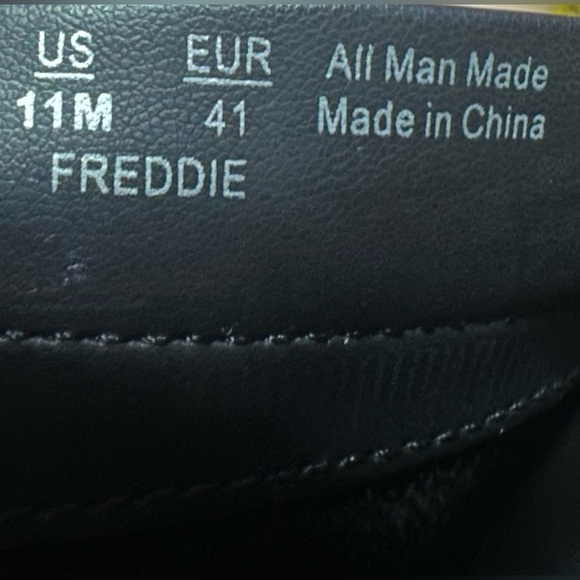 US EUR All Man Made
11M 41 Made in China
FREDDIE